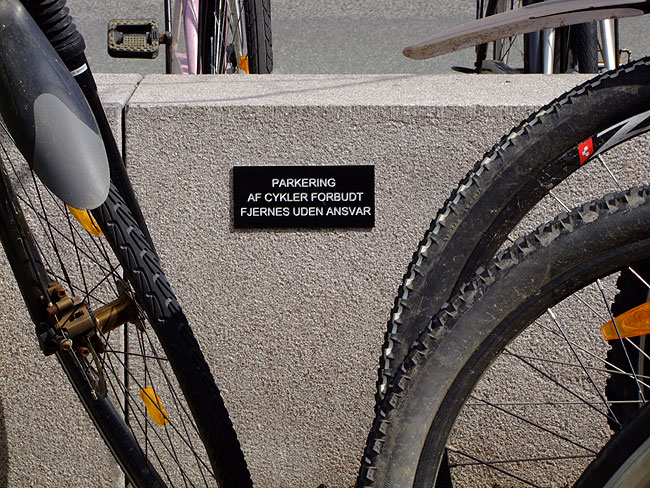 PARKERING
AF CYKLER FORBUDT
FJERNES UDEN ANSVAR